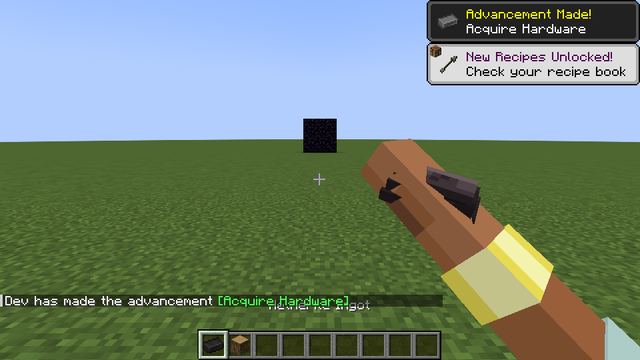 Advancement Made!
Acquire Hardware
New Recipes Unlocked!
Check your recipe book
Dev has made the advancement [Acquire Hardware]
Netherite Ingot